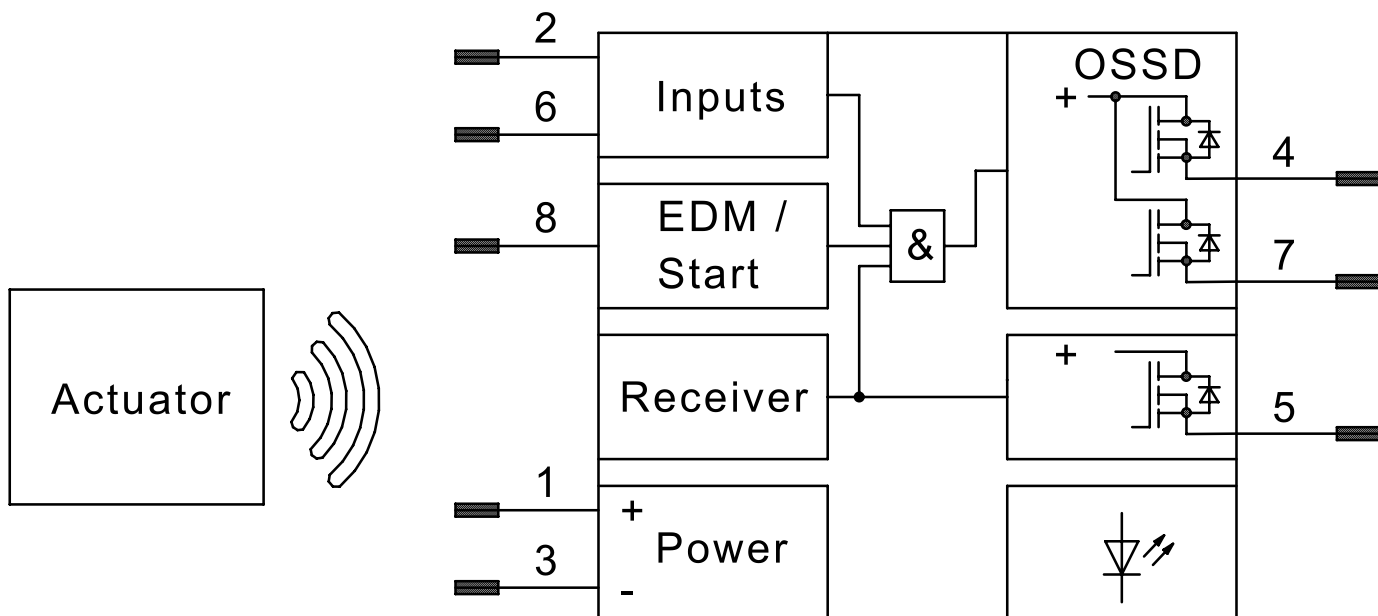 2
Inputs
OSSD
+
6
4
8
EDM /
Start
&
7
Actuator
Receiver
+
5
1
+
Power
3
-